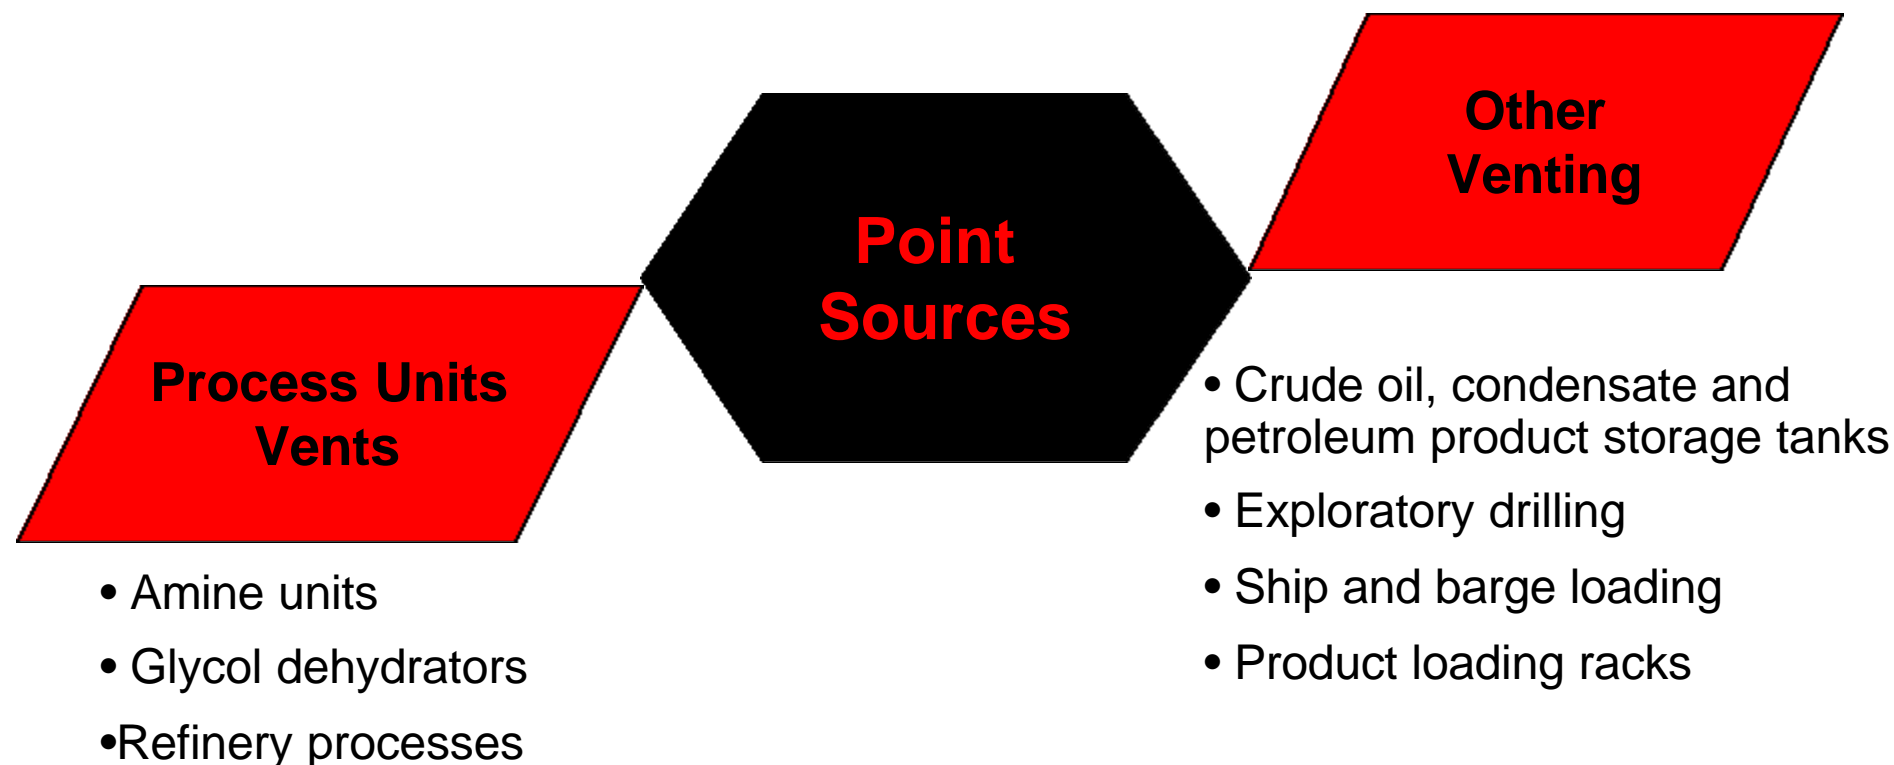 Other
Venting
Point
Sources
Process Units
Vents
• Crude oil, condensate and
petroleum product storage tanks
• Exploratory drilling
• Ship and barge loading
• Product loading racks
• Amine units
• Glycol dehydrators
•Refinery processes